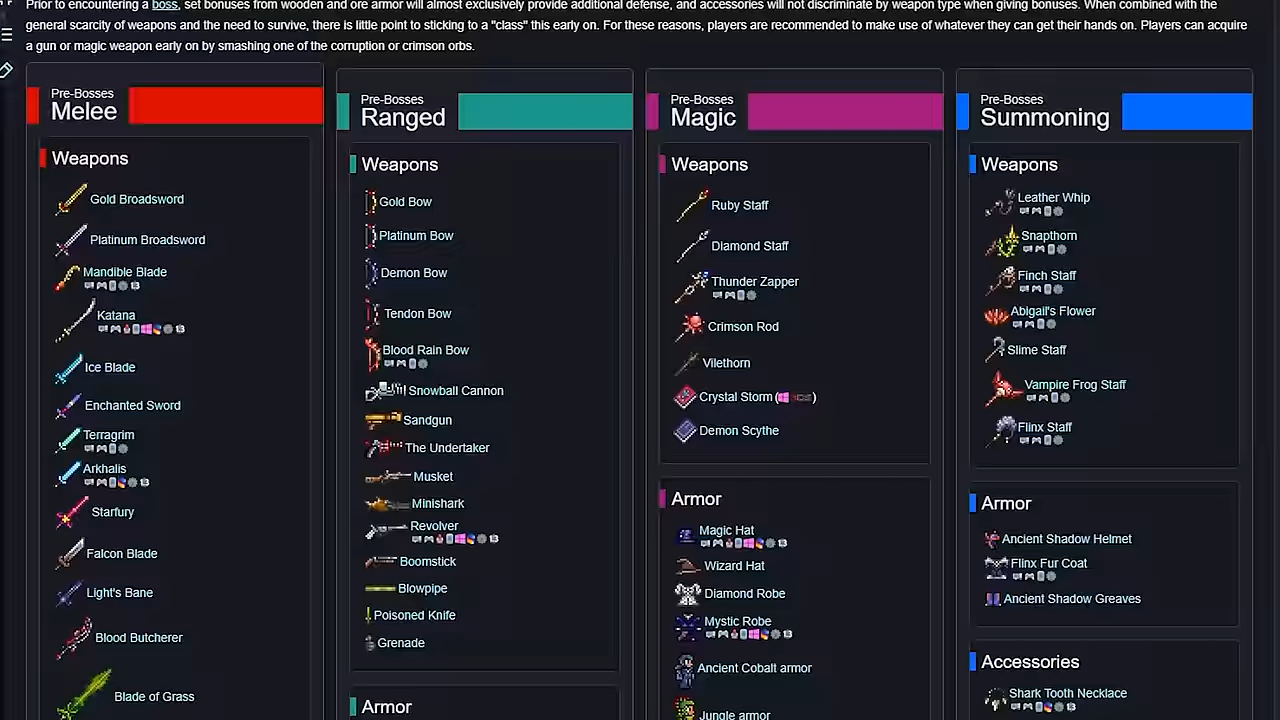 Prior to encountering a boss, set bonuses from wooden and ore armor will almost exclusively provide additional defense, and accessories will not discriminate by weapon type when giving bonuses. When combined with the
general scarcity of weapons and the need to survive, there is little point to sticking to a "class" this early on. For these reasons, players are recommended to make use of whatever they can get their hands on. Players can acquire
a gun or magic weapon early on by smashing one of the corruption or crimson orbs.
Pre-Bosses
Melee
Weapons
Gold Broadsword
Platinum Broadsword
Mandible Blade
Katana
Ice Blade
Enchanted Sword
Terragrim
Arkhalis
Starfury
Falcon Blade
Light's Bane
Blood Butcherer
Blade of Grass
Pre-Bosses
Ranged
Weapons
Gold Bow
Platinum Bow
Demon Bow
Tendon Bow
Blood Rain Bow
Snowball Cannon
Sandgun
The Undertaker
Musket
Minishark
Revolver
Boomstick
Blowpipe
Poisoned Knife
Grenade
Armor
Pre-Bosses
Magic
Weapons
Ruby Staff
Diamond Staff
Thunder Zapper
Crimson Rod
Vilethorn
Crystal Storm
Demon Scythe
Armor
Magic Hat
Wizard Hat
Diamond Robe
Mystic Robe
Ancient Cobalt armor
Jungle armor
Pre-Bosses
Summoning
Weapons
Leather Whip
Snapthorn
Finch Staff
Abigail's Flower
Slime Staff
Vampire Frog Staff
Flinx Staff
Armor
Ancient Shadow Helmet
Flinx Fur Coat
Ancient Shadow Greaves
Accessories
Shark Tooth Necklace